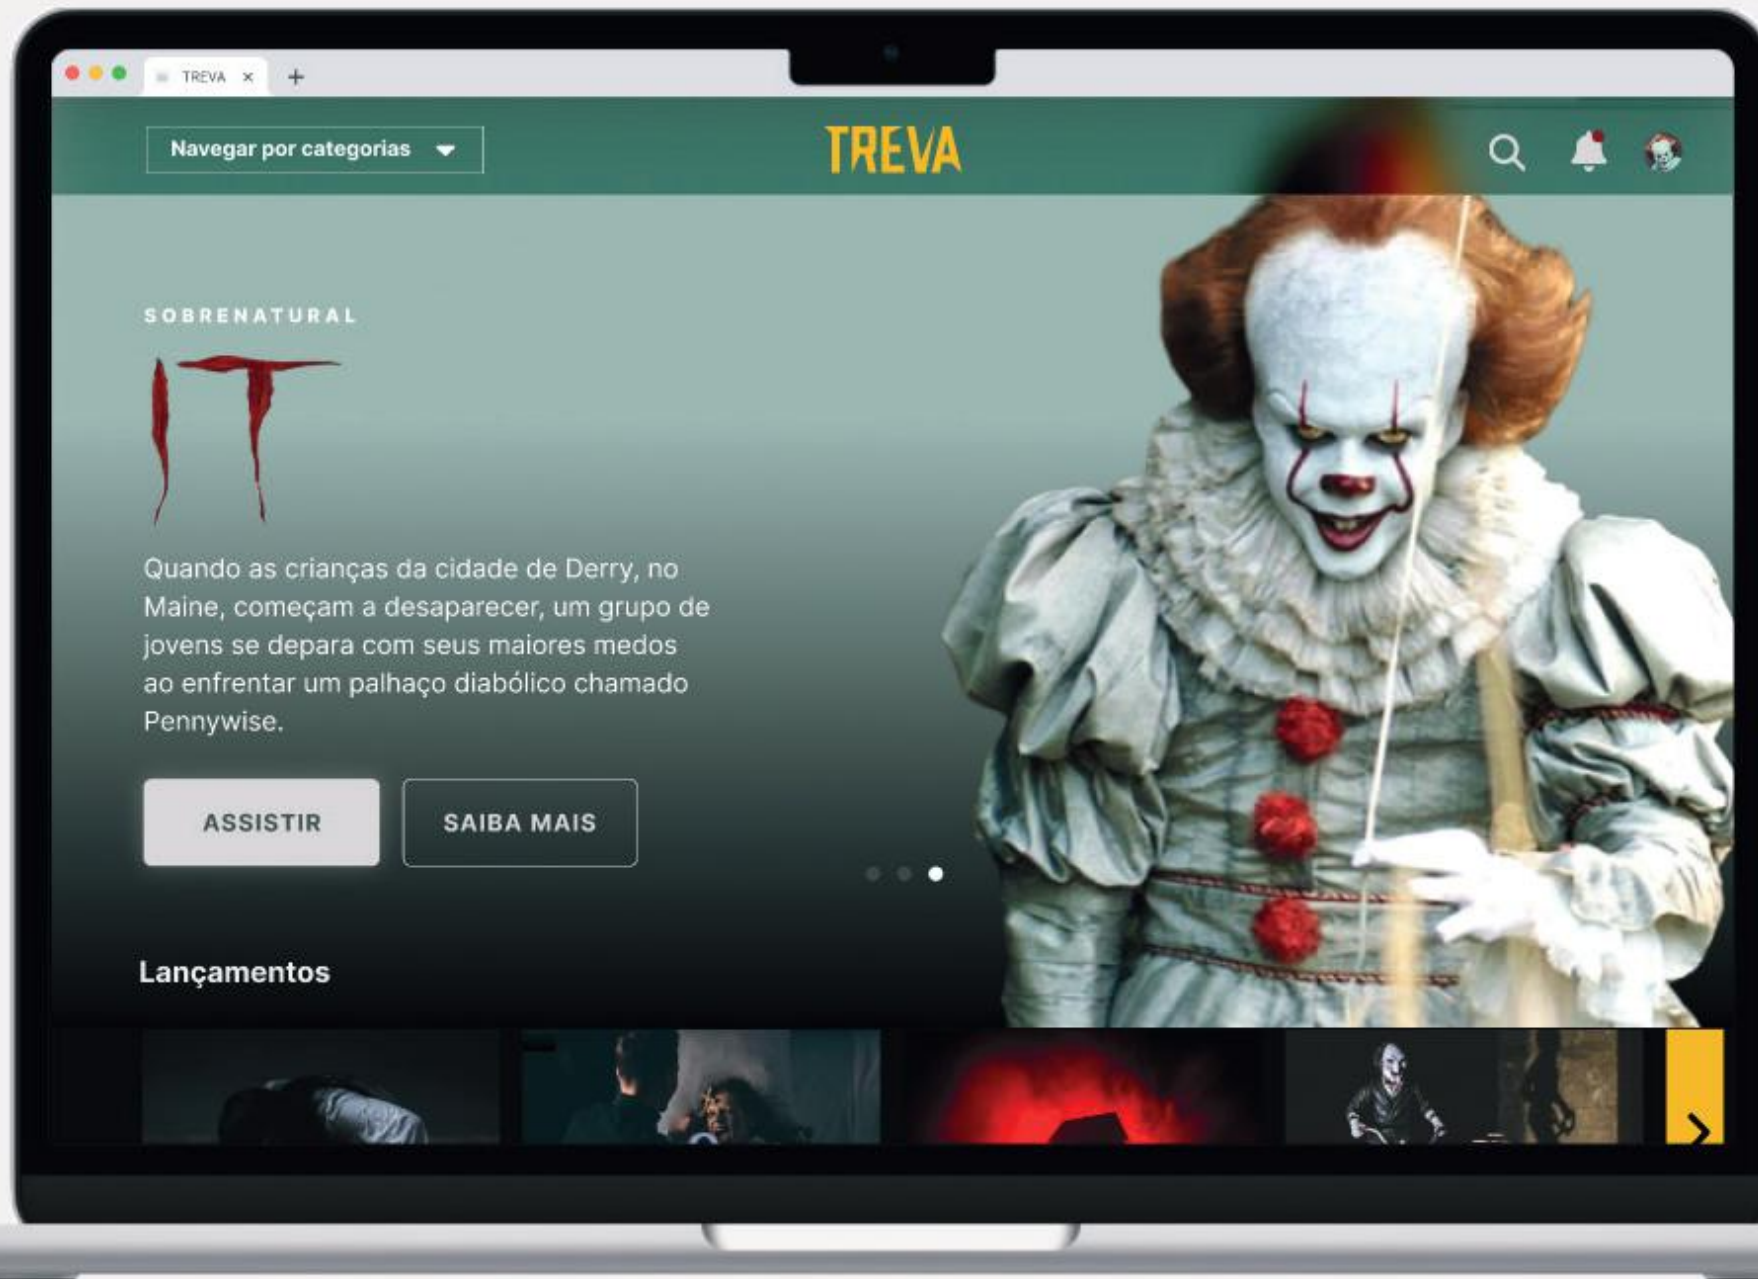 TREVA
Navegar por categorias
TREVA
SOBRENATURAL
IT
Quando as crianças da cidade de Derry, no
Maine, começam a desaparecer, um grupo de
jovens se depara com seus maiores medos
ao enfrentar um palhaço diabólico chamado
Pennywise.
ASSISTIR
SAIBA MAIS
Lançamentos